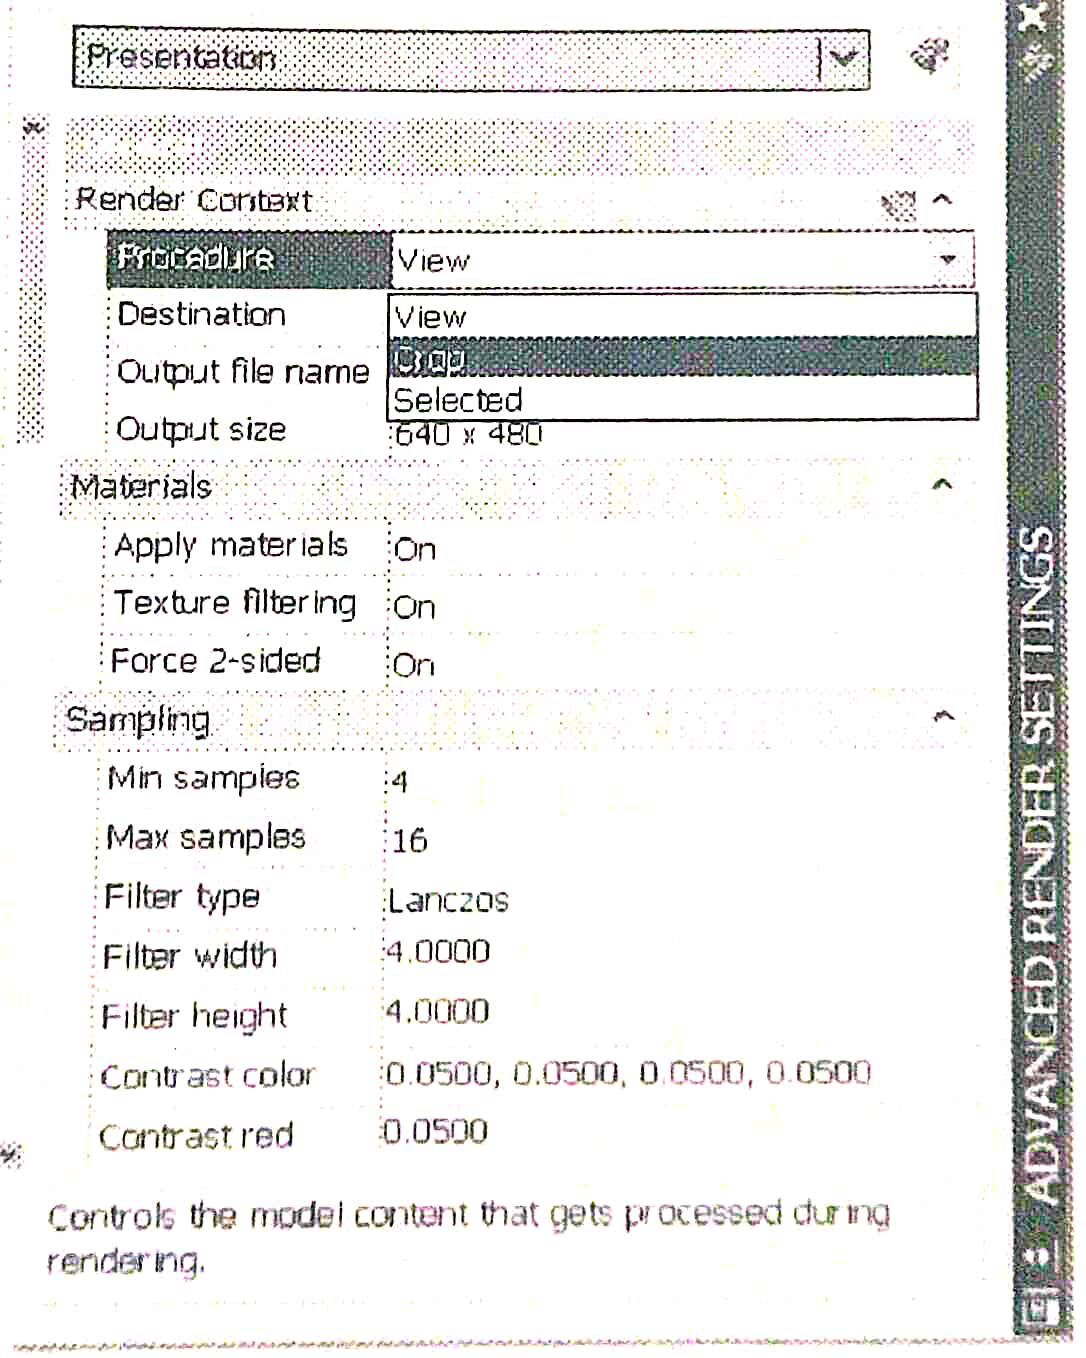 Presentation
Render Context
Procedure View
Destination View
Crop
Output file name
Selected
Output size 640 x 480
Materials
Apply materials On
Texture filtering On
Force 2-sided On
Sampling
Min samples 4
Max samples 16
Filter type Lanczos
Filter width 4.0000
Filter height 4.0000
Contrast color 0.0500, 0.0500, 0.0500, 0.0500
Contrast red 0.0500
Controls the model content that gets processed during
rendering.
ADVANCED RENDER SETTINGS